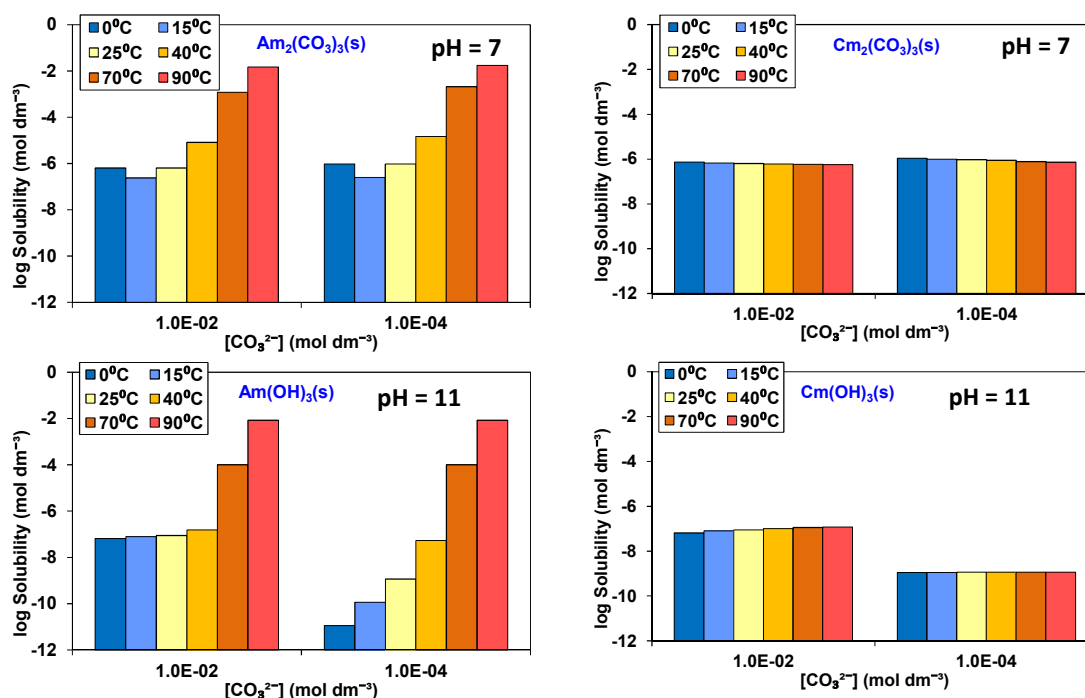 0⁰C 15⁰C
25⁰C 40⁰C
70⁰C 90⁰C
Am₂(CO₃)₃(s)
pH = 7
log Solubility (mol dm⁻³)
0
-2
-4
-6
-8
-10
-12
1.0E-02 1.0E-04
[CO₃²⁻] (mol dm⁻³)
0⁰C 15⁰C
25⁰C 40⁰C
70⁰C 90⁰C
Cm₂(CO₃)₃(s)
pH = 7
log Solubility (mol dm⁻³)
0
-2
-4
-6
-8
-10
-12
1.0E-02 1.0E-04
[CO₃²⁻] (mol dm⁻³)
0⁰C 15⁰C
25⁰C 40⁰C
70⁰C 90⁰C
Am(OH)₃(s)
pH = 11
log Solubility (mol dm⁻³)
0
-2
-4
-6
-8
-10
-12
1.0E-02 1.0E-04
[CO₃²⁻] (mol dm⁻³)
0⁰C 15⁰C
25⁰C 40⁰C
70⁰C 90⁰C
Cm(OH)₃(s)
pH = 11
log Solubility (mol dm⁻³)
0
-2
-4
-6
-8
-10
-12
1.0E-02 1.0E-04
[CO₃²⁻] (mol dm⁻³)